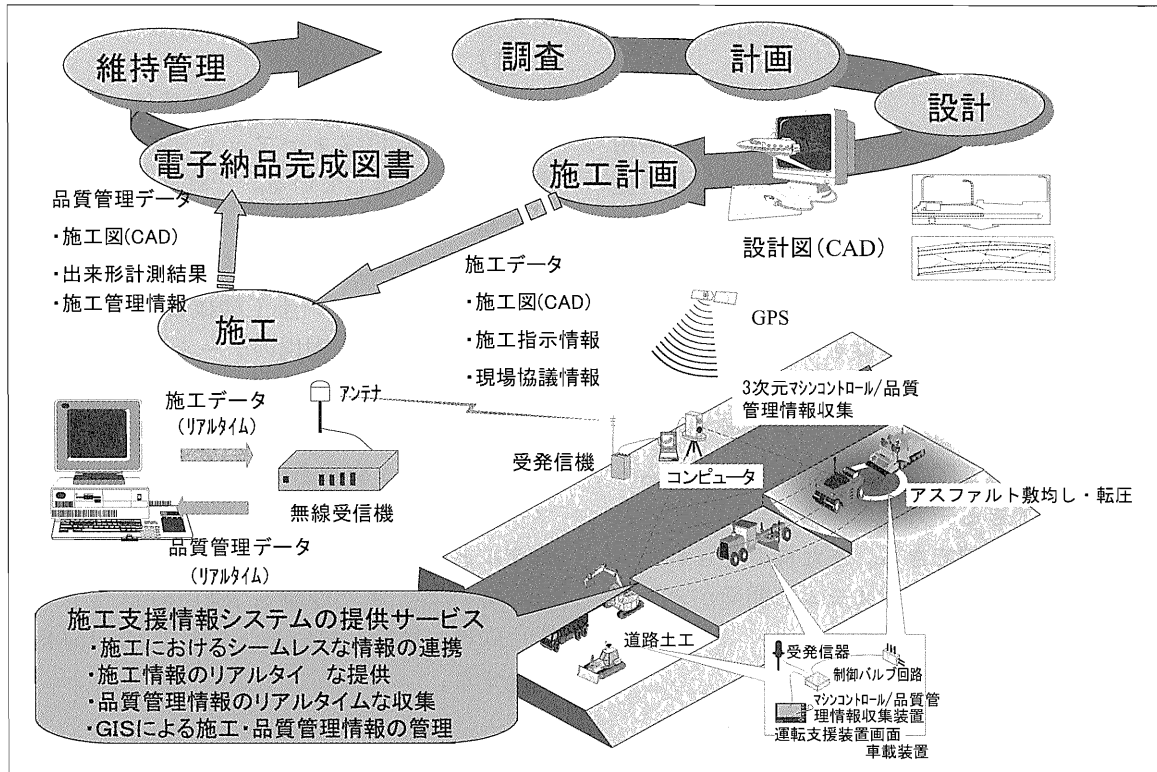 維持管理
調査
計画
設計
電子納品完成図書
施工計画
品質管理データ
・施工図(CAD)
・出来形計測結果
・施工管理情報
施工
設計図(CAD)
施工データ
・施工図(CAD)
・施工指示情報
・現場協議情報
GPS
3次元マシンコントロール/品質
管理情報収集
施工データ
(リアルタイム)
アンテナ
受発信機
コンピュータ
無線受信機
アスファルト敷均し・転圧
品質管理データ
(リアルタイム)
施工支援情報システムの提供サービス
・施工におけるシームレスな情報の連携
・施工情報のリアルタイ な提供
・品質管理情報のリアルタイムな収集
・GISによる施工・品質管理情報の管理
道路土工
受発信器
制御バルブ回路
マシンコントロール/品質管
理情報収集装置
運転支援装置画面
車載装置